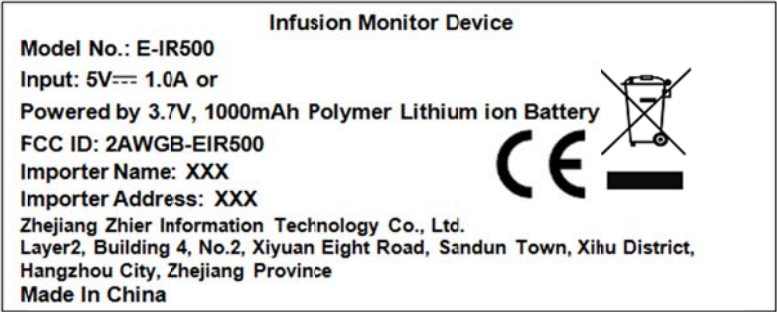 Infusion Monitor Device
Model No.: E-IR500
Input: 5V⎓ 1.0A or
Powered by 3.7V, 1000mAh Polymer Lithium ion Battery
FCC ID: 2AWGB-EIR500
Importer Name: XXX
Importer Address: XXX
Zhejiang Zhier Information Technology Co., Ltd.
Layer2, Building 4, No.2, Xiyuan Eight Road, Sandun Town, Xihu District,
Hangzhou City, Zhejiang Province
Made In China
CE